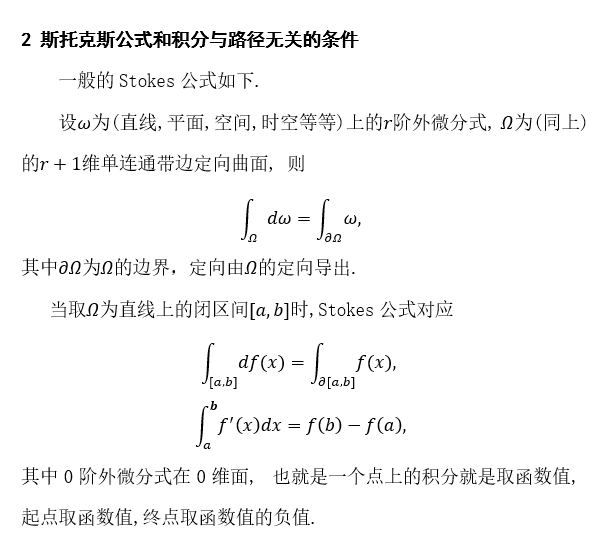 2 斯托克斯公式和积分与路径无关的条件
一般的 Stokes 公式如下.
设ω为(直线,平面,空间,时空等等)上的r阶外微分式, Ω为(同上)
的r + 1维单连通带边定向曲面, 则
∫_Ω dω = ∫_∂Ω ω,
其中∂Ω为Ω的边界，定向由Ω的定向导出.
当取Ω为直线上的闭区间[a, b]时,Stokes 公式对应
∫_[a,b] df(x) = ∫_∂[a,b] f(x),
∫_a^b f′(x)dx = f(b) − f(a),
其中 0 阶外微分式在 0 维面, 也就是一个点上的积分就是取函数值,
起点取函数值,终点取函数值的负值.